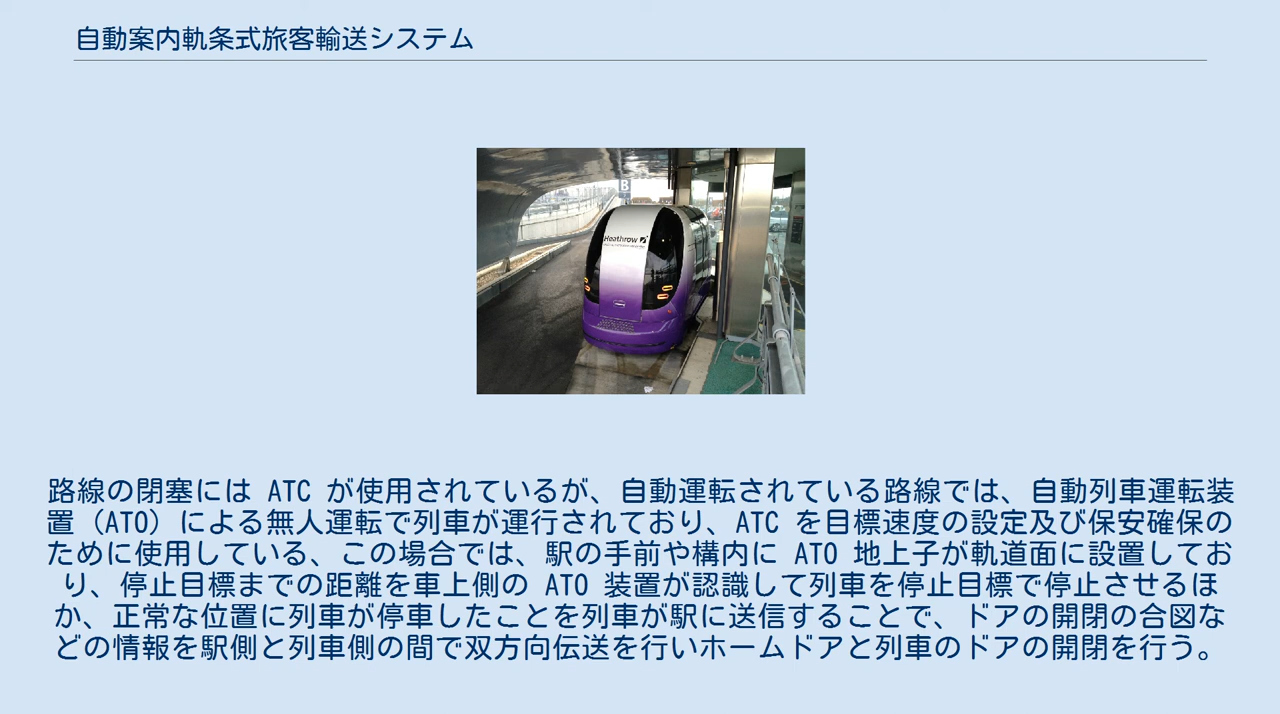 自動案内軌条式旅客輸送システム
B
Heathrow
路線の閉塞には ATC が使用されているが、自動運転されている路線では、自動列車運転装
置（ATO）による無人運転で列車が運行されており、ATC を目標速度の設定及び保安確保の
ために使用している、この場合では、駅の手前や構内に ATO 地上子が軌道面に設置してお
り、停止目標までの距離を車上側の ATO 装置が認識して列車を停止目標で停止させるほ
か、正常な位置に列車が停車したことを列車が駅に送信することで、ドアの開閉の合図な
どの情報を駅側と列車側の間で双方向伝送を行いホームドアと列車のドアの開閉を行う。